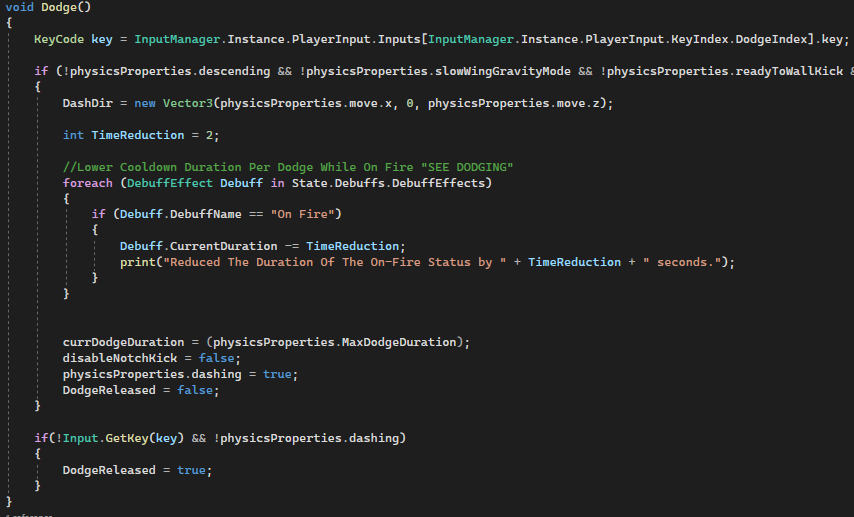 void Dodge()
{
KeyCode key = InputManager.Instance.PlayerInput.Inputs[InputManager.Instance.PlayerInput.KeyIndex.DodgeIndex].key;
if (!physicsProperties.descending && !physicsProperties.slowWingGravityMode && !physicsProperties.readyToWallKick &
{
DashDir = new Vector3(physicsProperties.move.x, 0, physicsProperties.move.z);
int TimeReduction = 2;
//Lower Cooldown Duration Per Dodge While On Fire "SEE DODGING"
foreach (DebuffEffect Debuff in State.Debuffs.DebuffEffects)
{
if (Debuff.DebuffName == "On Fire")
{
Debuff.CurrentDuration -= TimeReduction;
print("Reduced The Duration Of The On-Fire Status by " + TimeReduction + " seconds.");
}
}
currDodgeDuration = (physicsProperties.MaxDodgeDuration);
disableNotchKick = false;
physicsProperties.dashing = true;
DodgeReleased = false;
}
if(!Input.GetKey(key) && !physicsProperties.dashing)
{
DodgeReleased = true;
}
}